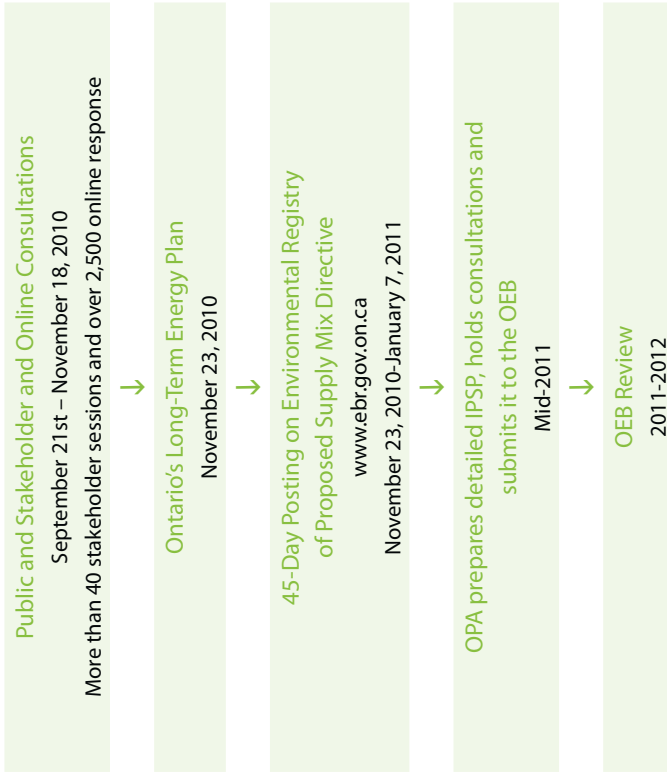 Public and Stakeholder and Online Consultations
September 21st – November 18, 2010
More than 40 stakeholder sessions and over 2,500 online response
→
Ontario's Long-Term Energy Plan
November 23, 2010
→
45-Day Posting on Environmental Registry
of Proposed Supply Mix Directive
www.ebr.gov.on.ca
November 23, 2010-January 7, 2011
→
OPA prepares detailed IPSP, holds consultations and
submits it to the OEB
Mid-2011
→
OEB Review
2011-2012